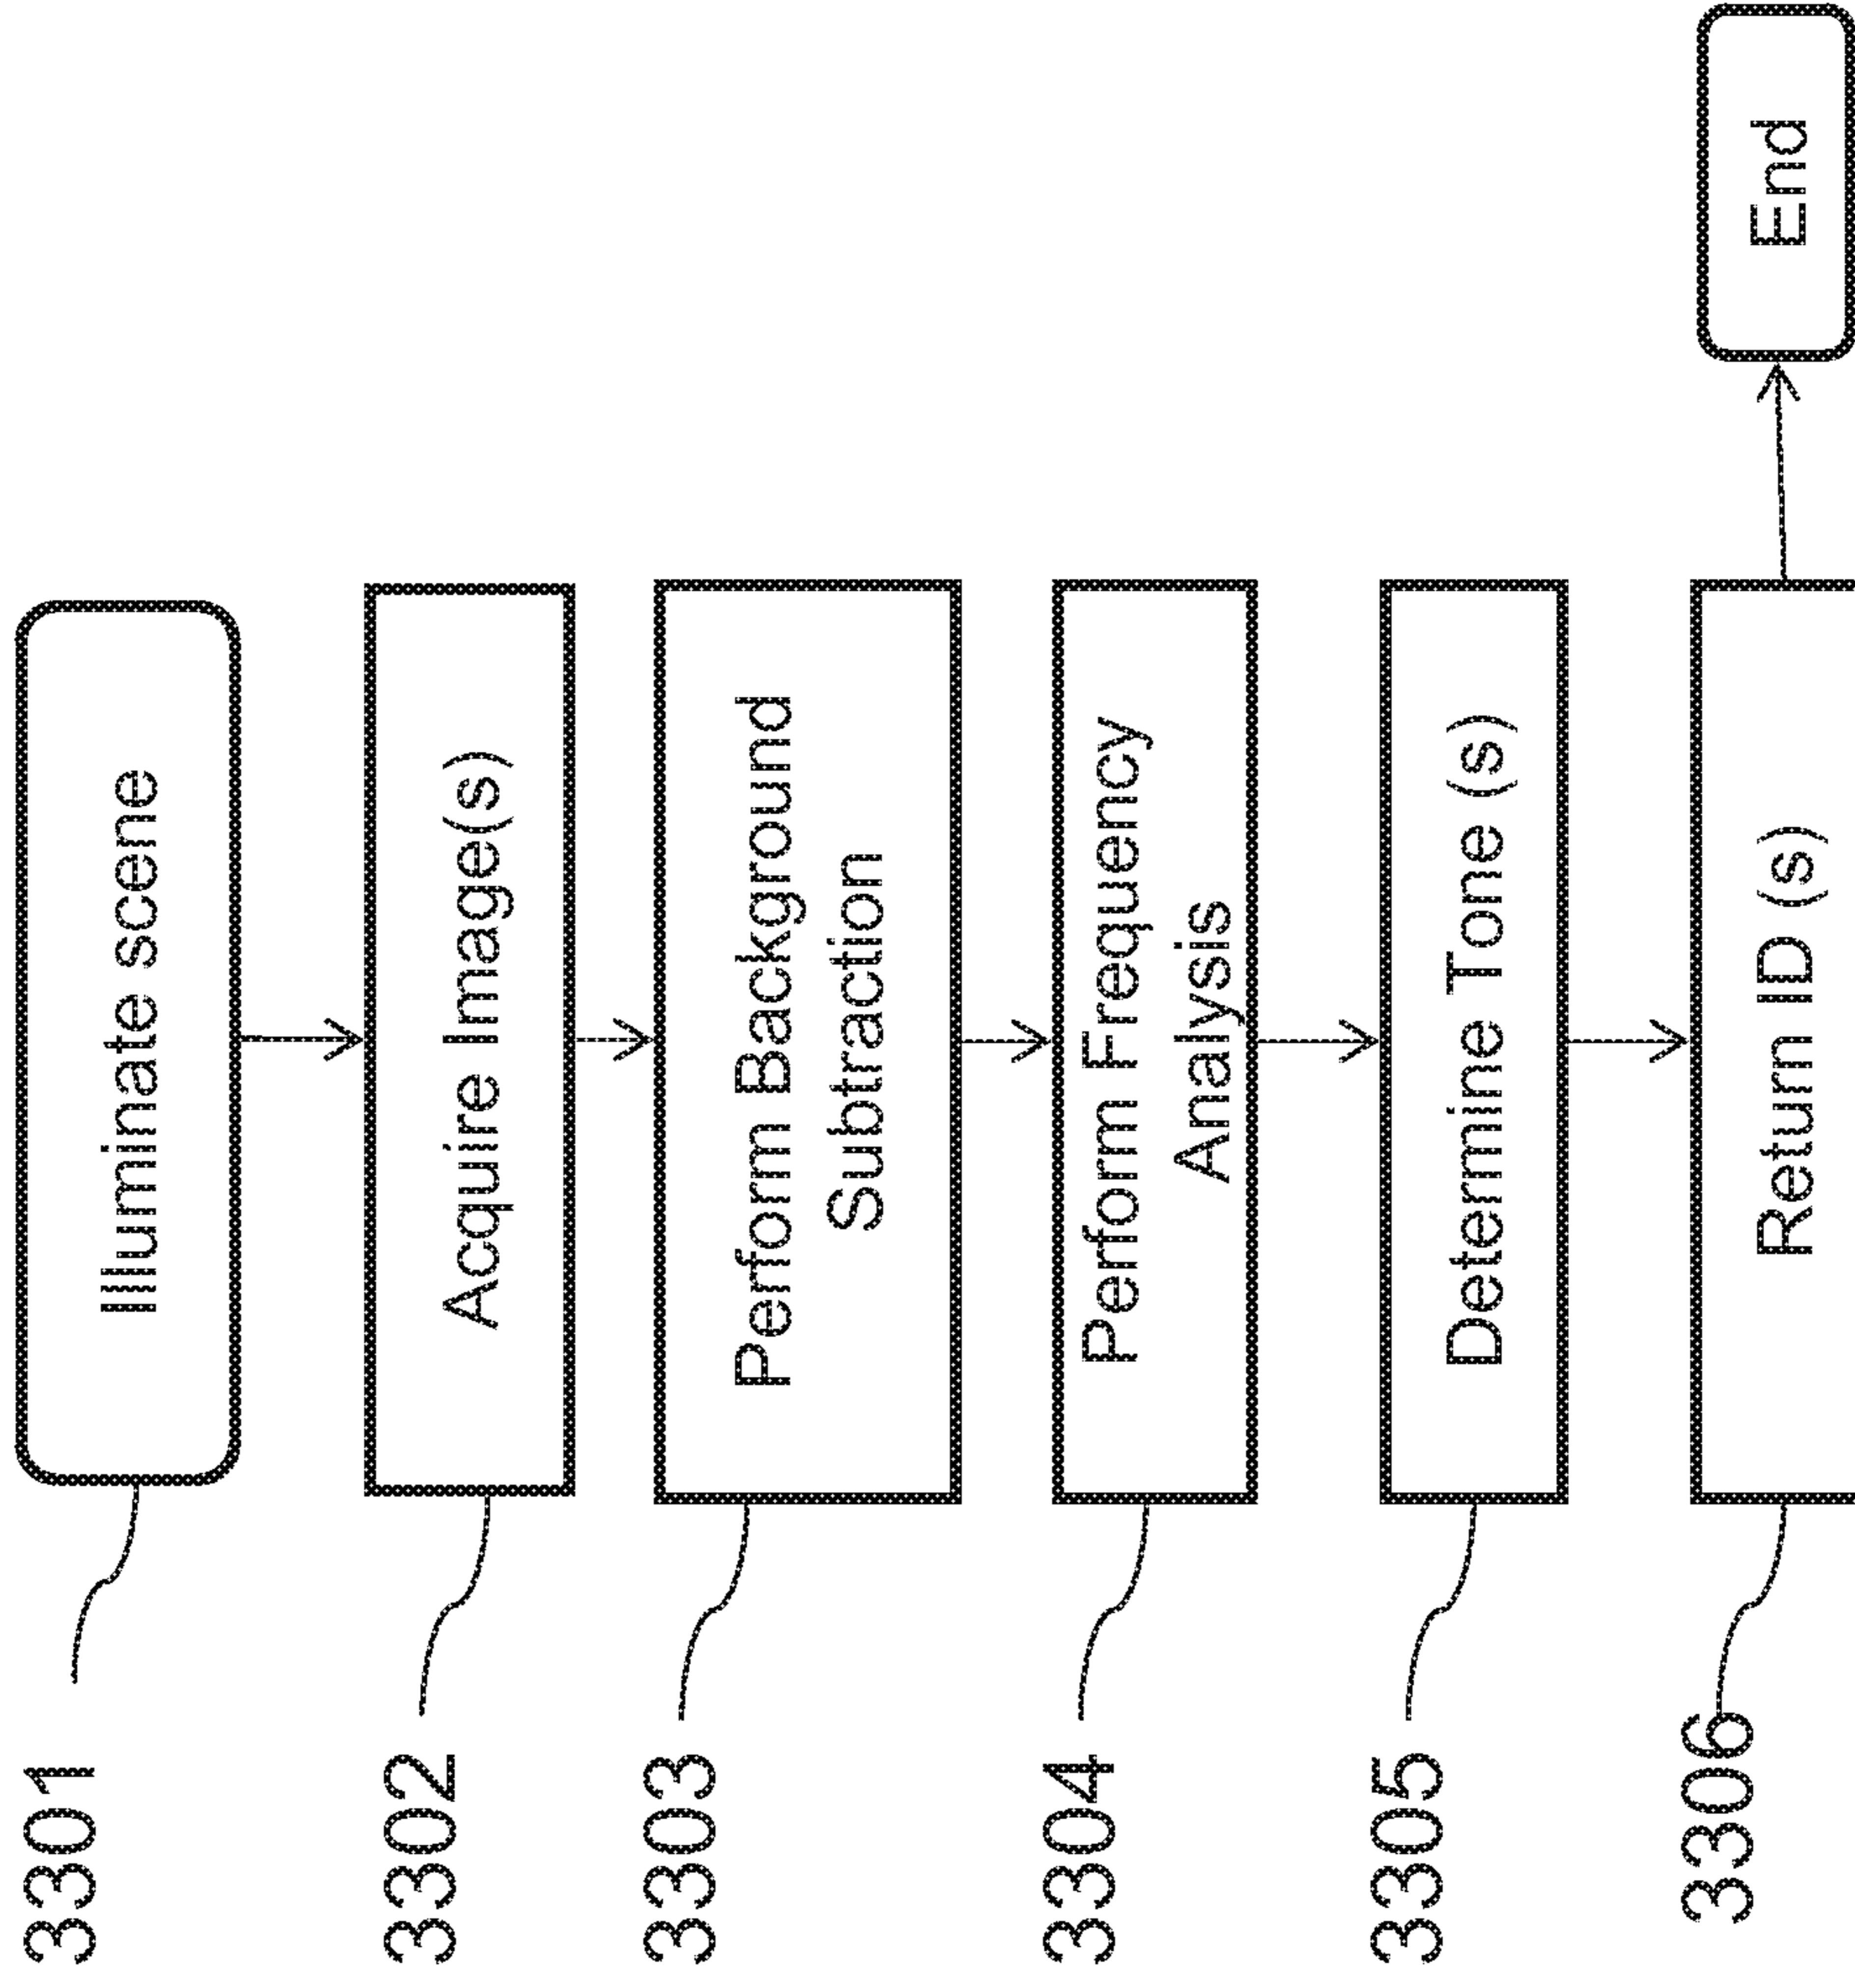 3301
Illuminate scene
3302
Acquire Image(s)
3303
Perform Background
Subtraction
3304
Perform Frequency
Analysis
3305
Determine Tone (s)
3306
Return ID (s)
End